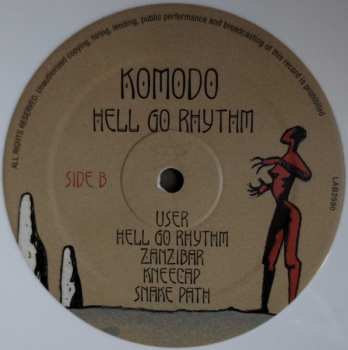 ALL RIGHTS RESERVED. Unauthorised copying, hiring, lending, public performance and broadcasting of this record is prohibited
KOMODO
HELL GO RHYTHM
SIDE B
USER
HELL GO RHYTHM
ZANZIBAR
KNEECAP
SNAKE PATH